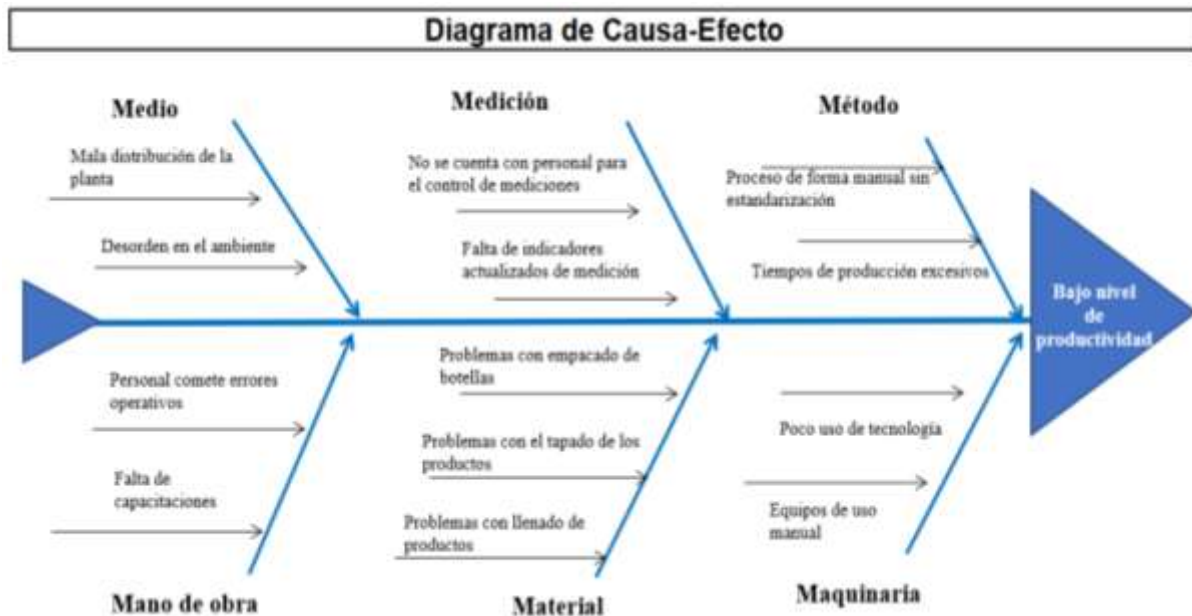 Diagrama de Causa-Efecto
Medio
Medición
Método
Mala distribución de la
planta
Desorden en el ambiente
No se cuenta con personal para
el control de mediciones
Falta de indicadores
actualizados de medición
Proceso de forma manual sin
estandarización
Tiempos de producción excesivos
Bajo nivel
de
productividad
Personal comete errores
operativos
Falta de
capacitaciones
Problemas con empacado de
botellas
Problemas con el tapado de los
productos
Problemas con llenado de
productos
Poco uso de tecnología
Equipos de uso
manual
Mano de obra
Material
Maquinaria